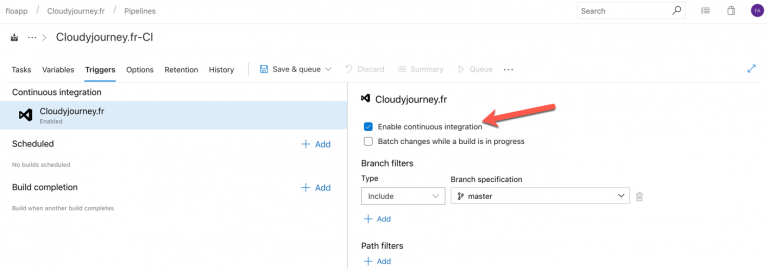 floapp / Cloudyjourney.fr / Pipelines Search FA
... > Cloudyjourney.fr-CI
Tasks Variables Triggers Options Retention History Save & queue Discard Summary Queue ...
Continuous integration
Cloudyjourney.fr
Enabled
Scheduled + Add
No builds scheduled
Build completion + Add
Build when another build completes
Cloudyjourney.fr
Enable continuous integration
Batch changes while a build is in progress
Branch filters
Type Branch specification
Include master
+ Add
Path filters
+ Add